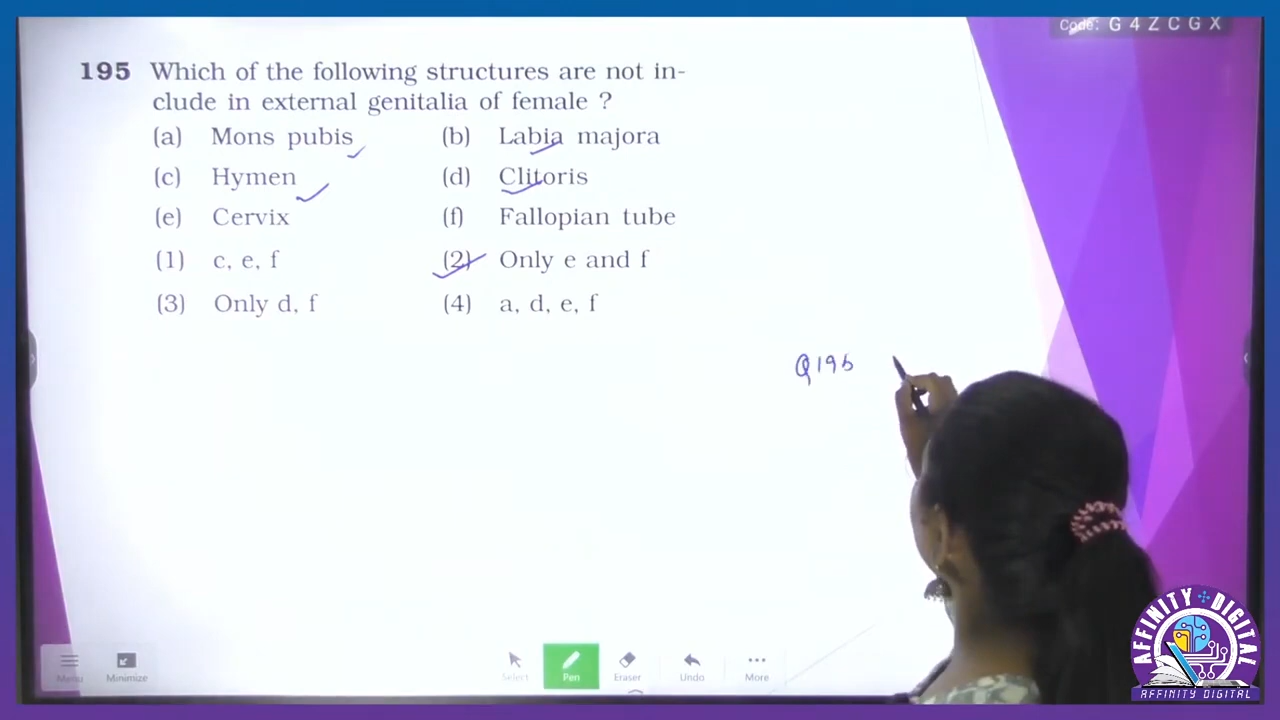 Code: G 4 Z C G X
195 Which of the following structures are not in-
clude in external genitalia of female ?
(a) Mons pubis (b) Labia majora
(c) Hymen (d) Clitoris
(e) Cervix (f) Fallopian tube
(1) c, e, f (2) Only e and f
(3) Only d, f (4) a, d, e, f
Q195
Menu
Minimize
Select
Pen
Eraser
Undo
More
AFFINITY DIGITAL
AFFINITY DIGITAL